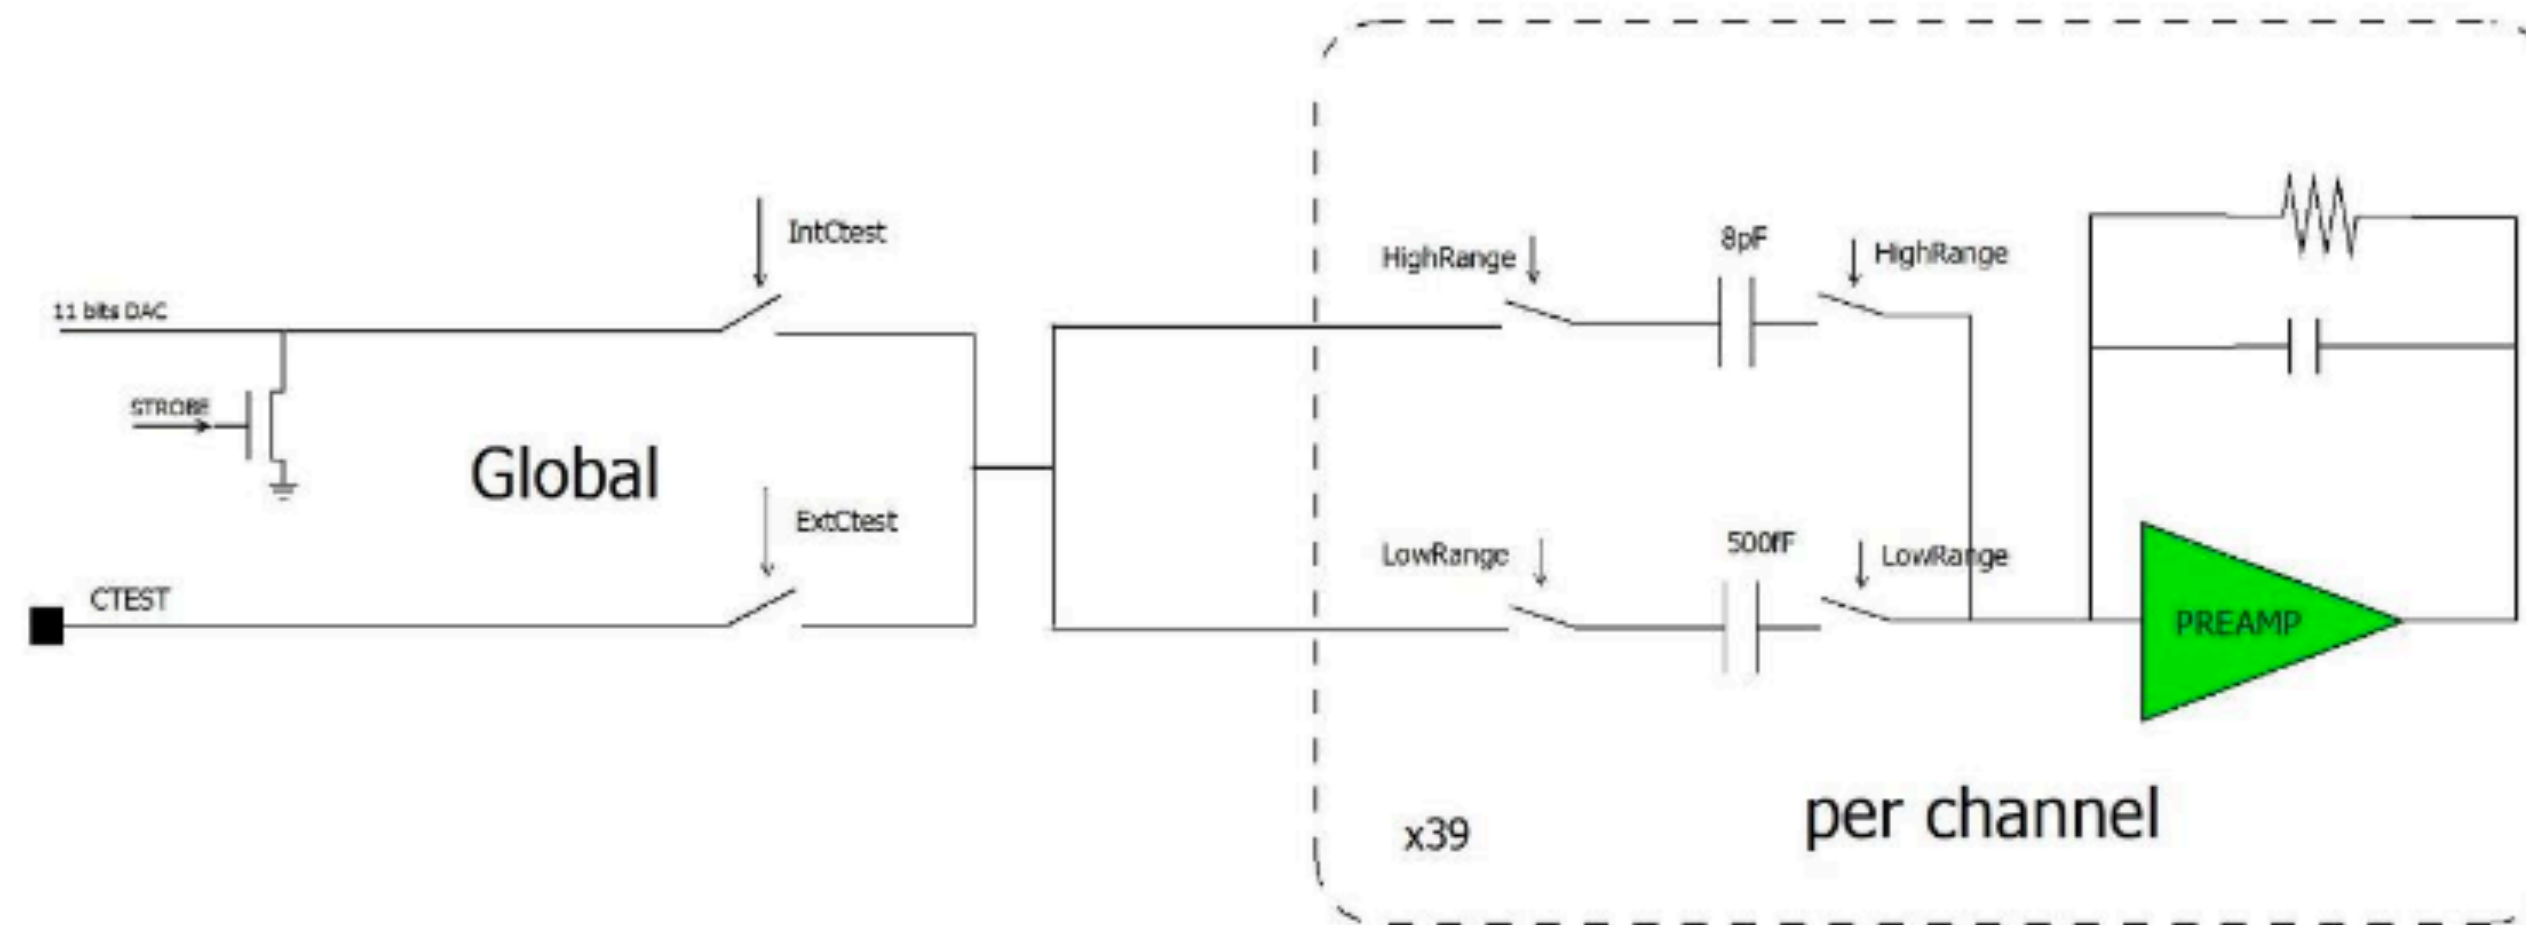 IntCtest
11 bits DAC
STROBE
Global
ExtCtest
CTEST
HighRange
8pF
HighRange
LowRange
500fF
LowRange
PREAMP
x39
per channel